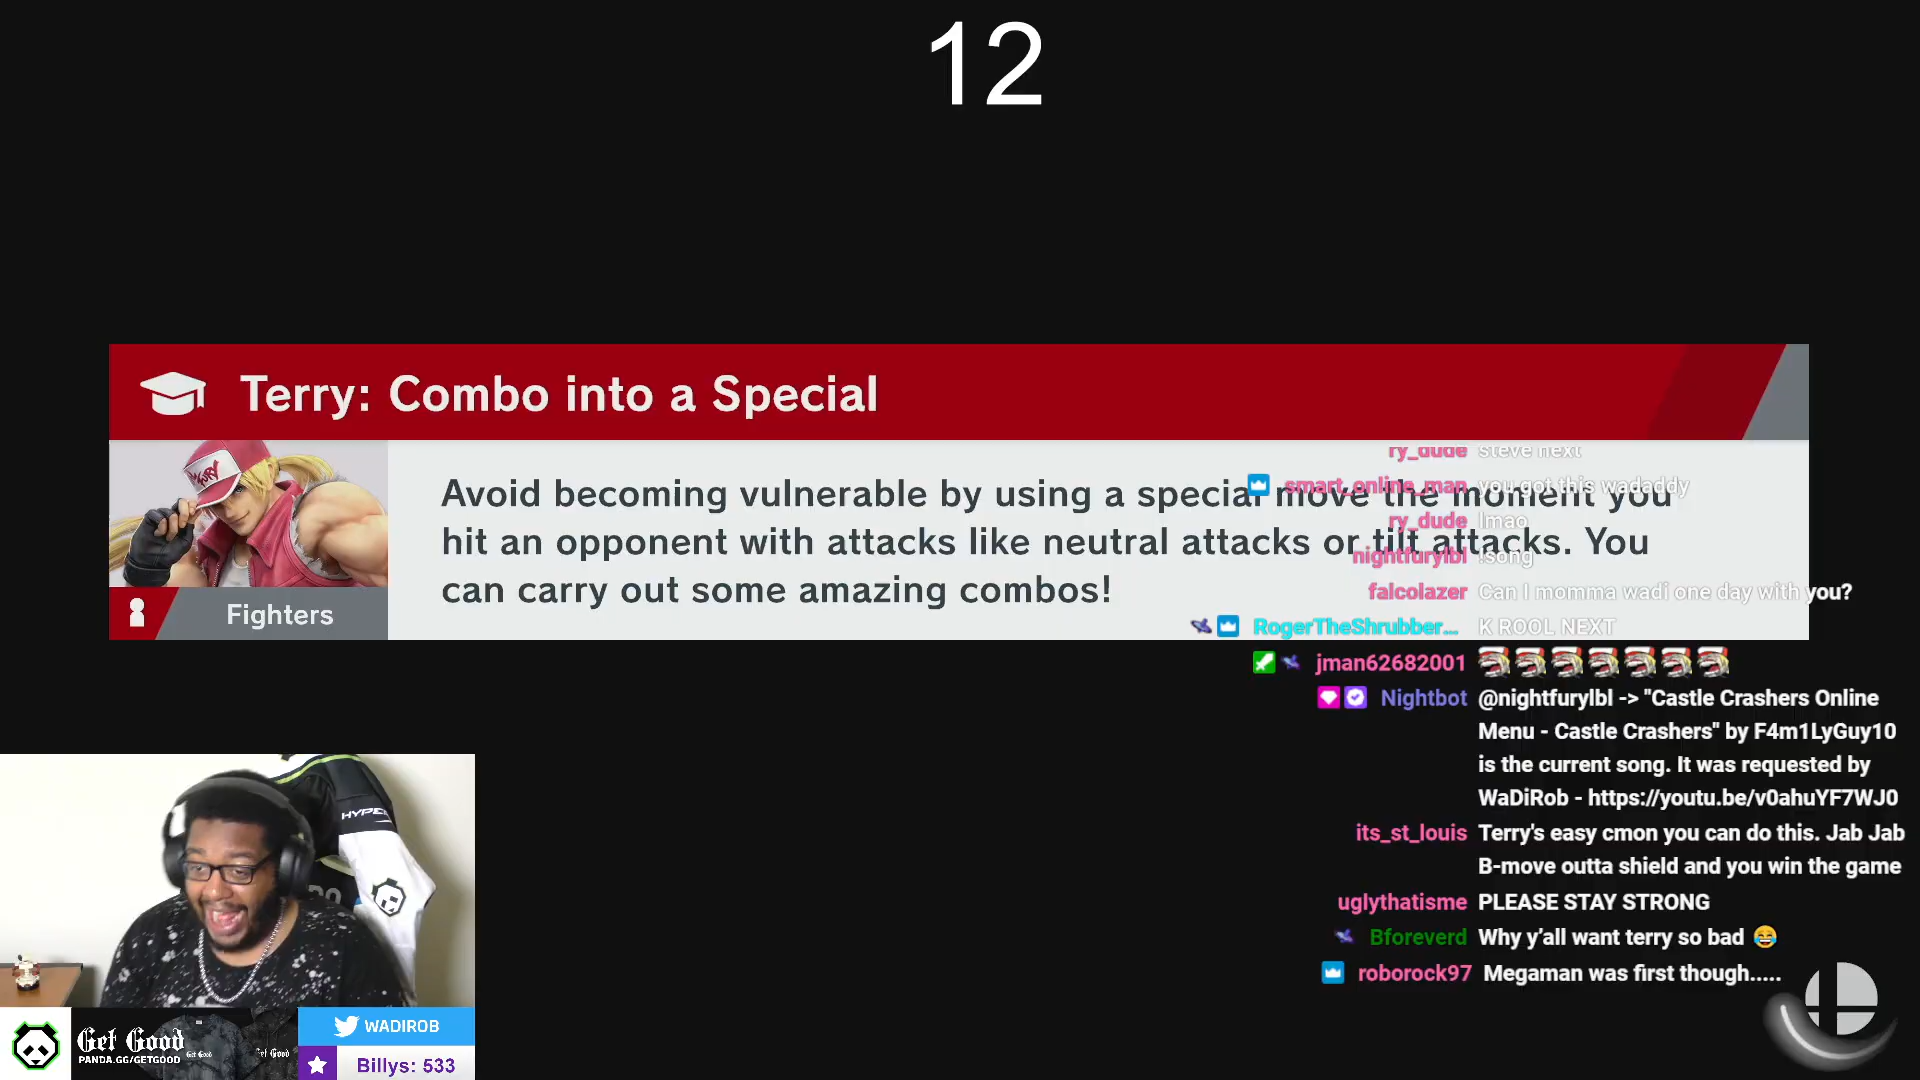 12
Terry: Combo into a Special
Avoid becoming vulnerable by using a special move the moment you
hit an opponent with attacks like neutral attacks or tilt attacks. You
can carry out some amazing combos!
FURY
Fighters
ry_dude steve next
smart_online_man you got this wadaddy
ry_dude lmao
nightfurylbl !song
falcolazer Can I momma wadi one day with you?
RogerTheShrubber... K ROOL NEXT
jman62682001
Nightbot @nightfurylbl -> "Castle Crashers Online
Menu - Castle Crashers" by F4m1LyGuy10
is the current song. It was requested by
WaDiRob - https://youtu.be/v0ahuYF7WJ0
its_st_louis Terry's easy cmon you can do this. Jab Jab
B-move outta shield and you win the game
uglythatisme PLEASE STAY STRONG
Bforeverd Why y'all want terry so bad 😂
roborock97 Megaman was first though.....
HYPE
Get Good
PANDA.GG/GETGOOD
Get Good
Get Good
WADIROB
Billys: 533